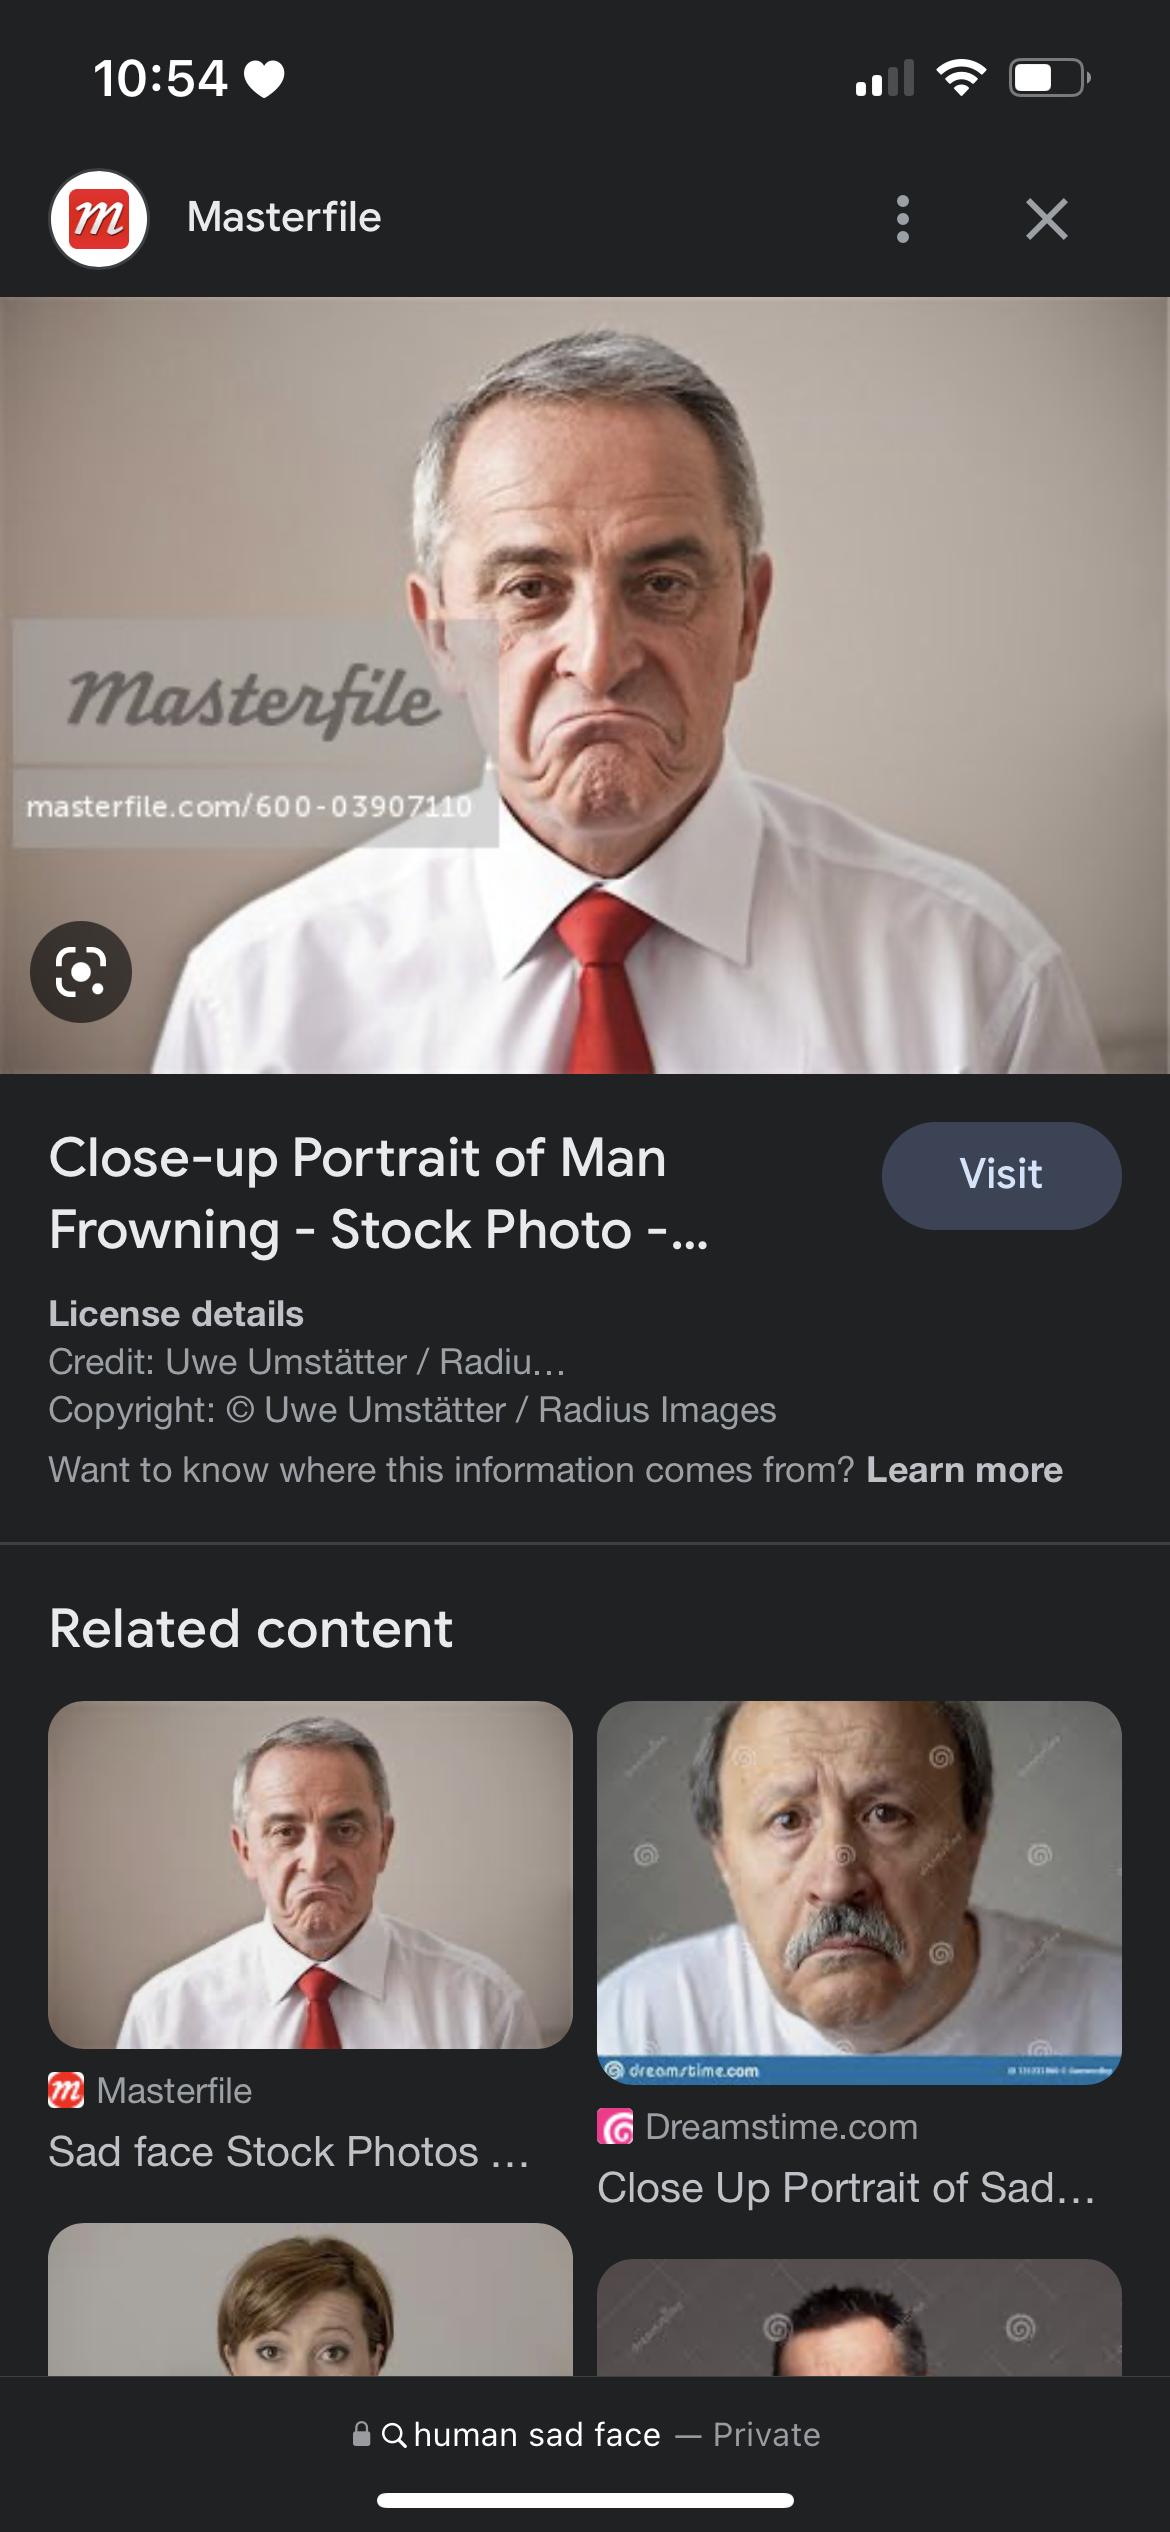 10:54
m Masterfile
Masterfile
masterfile.com/600-03907110
Close-up Portrait of Man
Frowning - Stock Photo -...
Visit
License details
Credit: Uwe Umstätter / Radiu...
Copyright: © Uwe Umstätter / Radius Images
Want to know where this information comes from? Learn more
Related content
dreamstime.com
m Masterfile
Sad face Stock Photos ...
Dreamstime.com
Close Up Portrait of Sad...
human sad face — Private